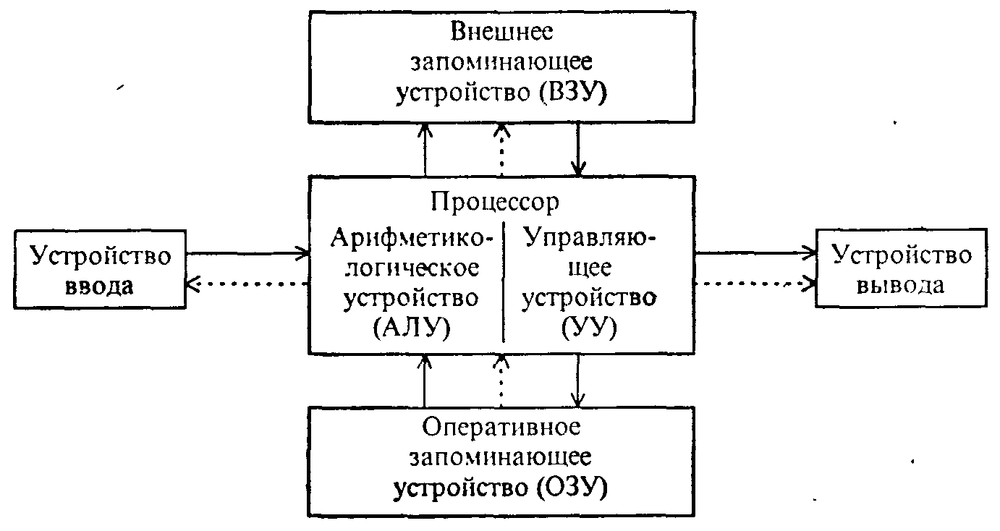 Внешнее
запоминающее
устройство (ВЗУ)
Процессор
Арифметико-
логическое
устройство
(АЛУ)
Управляю-
щее
устройство
(УУ)
Устройство
ввода
Устройство
вывода
Оперативное
запоминающее
устройство (ОЗУ)